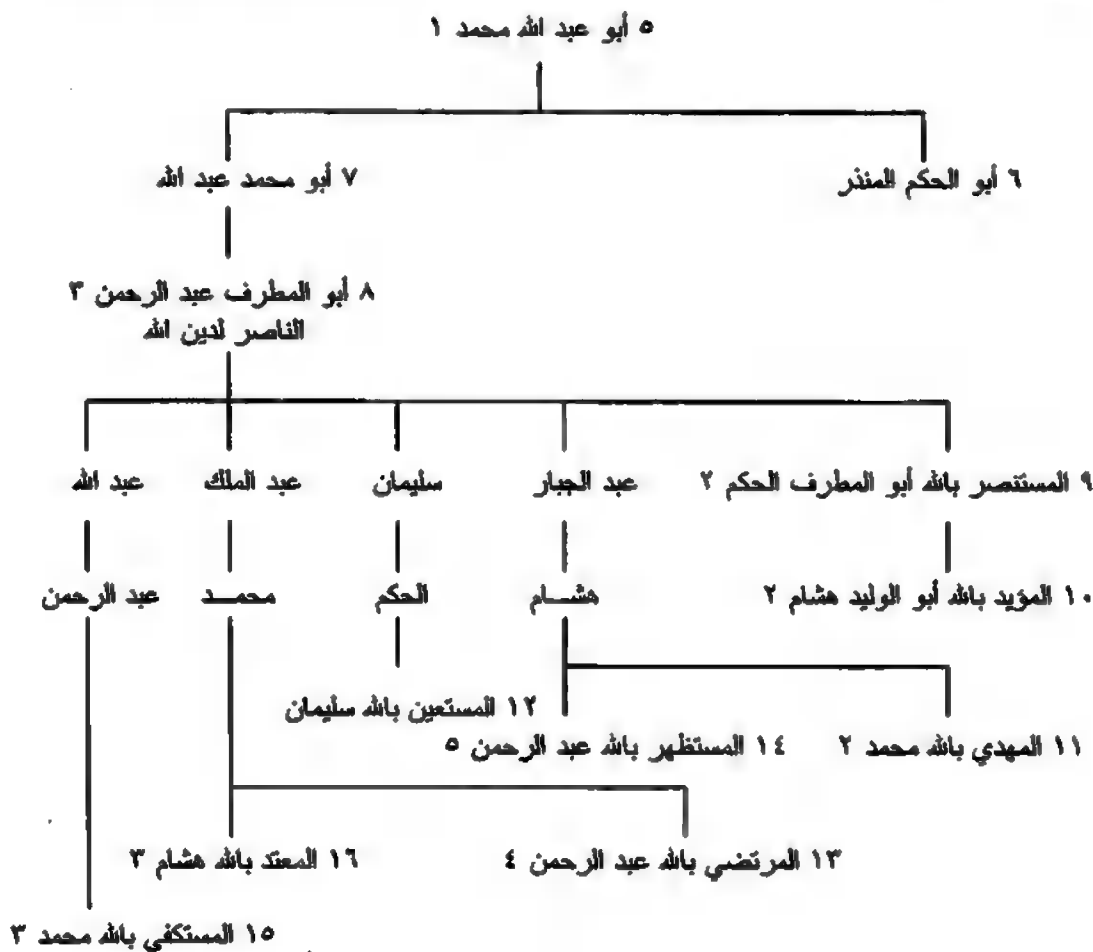 ٥ أبو عبد الله محمد ١
٦ أبو الحكم المنذر
٧ أبو محمد عبد الله
٨ أبو المطرف عبد الرحمن ٣
الناصر لدين الله
٩ المستنصر بالله أبو المطرف الحكم ٢
عبد الجبار
سليمان
عبد الملك
عبد الله
١٠ المؤيد بالله أبو الوليد هشام ٢
هشـــام
الحكم
محمـــد
عبد الرحمن
١٢ المستعين بالله سليمان
١١ المهدي بالله محمد ٢
١٤ المستظهر بالله عبد الرحمن ٥
١٣ المرتضي بالله عبد الرحمن ٤
١٦ المعتد بالله هشام ٣
١٥ المستكفي بالله محمد ٣